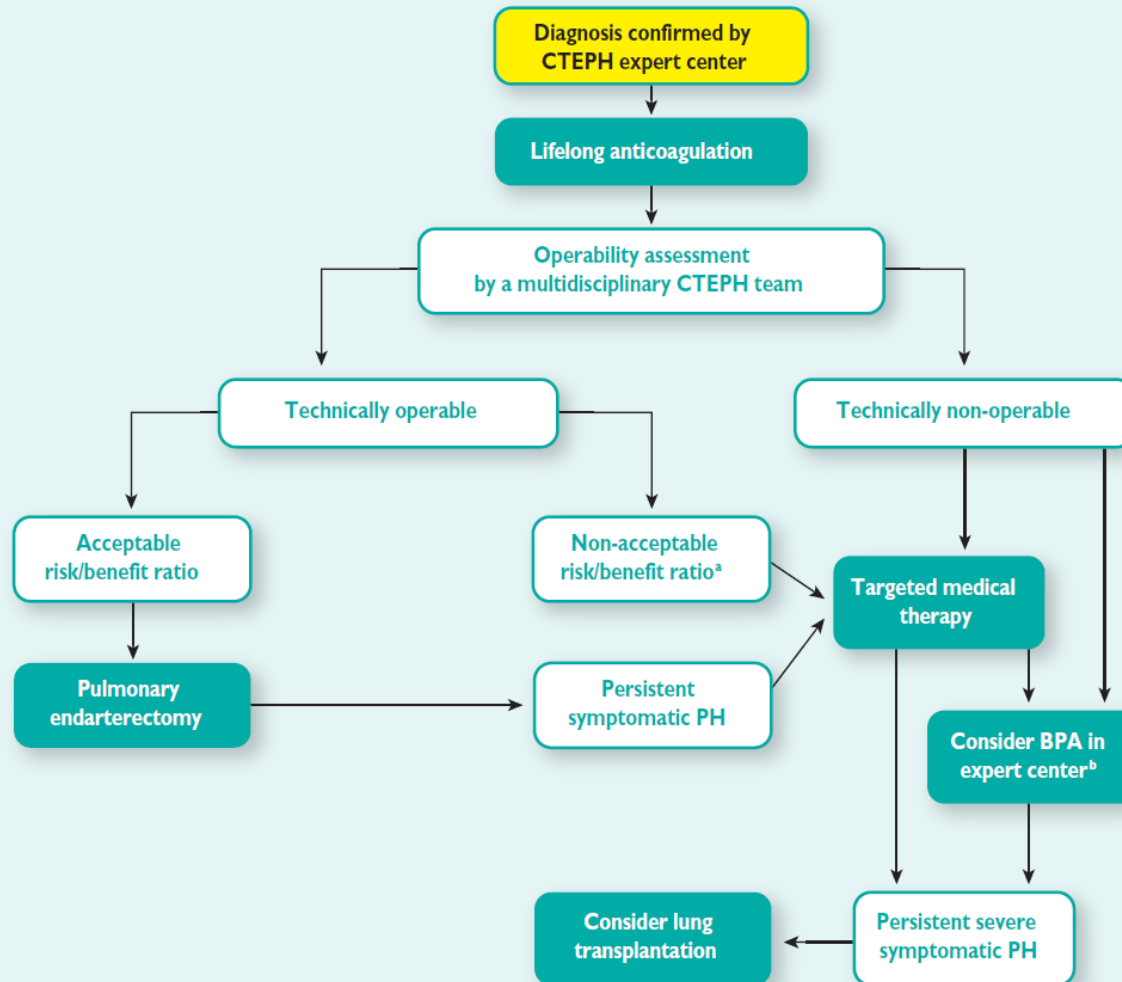 Diagnosis confirmed by
CTEPH expert center
Lifelong anticoagulation
Operability assessment
by a multidisciplinary CTEPH team
Technically operable
Technically non-operable
Acceptable
risk/benefit ratio
Non-acceptable
risk/benefit ratioᵃ
Targeted medical
therapy
Pulmonary
endarterectomy
Persistent
symptomatic PH
Consider BPA in
expert centerᵇ
Consider lung
transplantation
Persistent severe
symptomatic PH